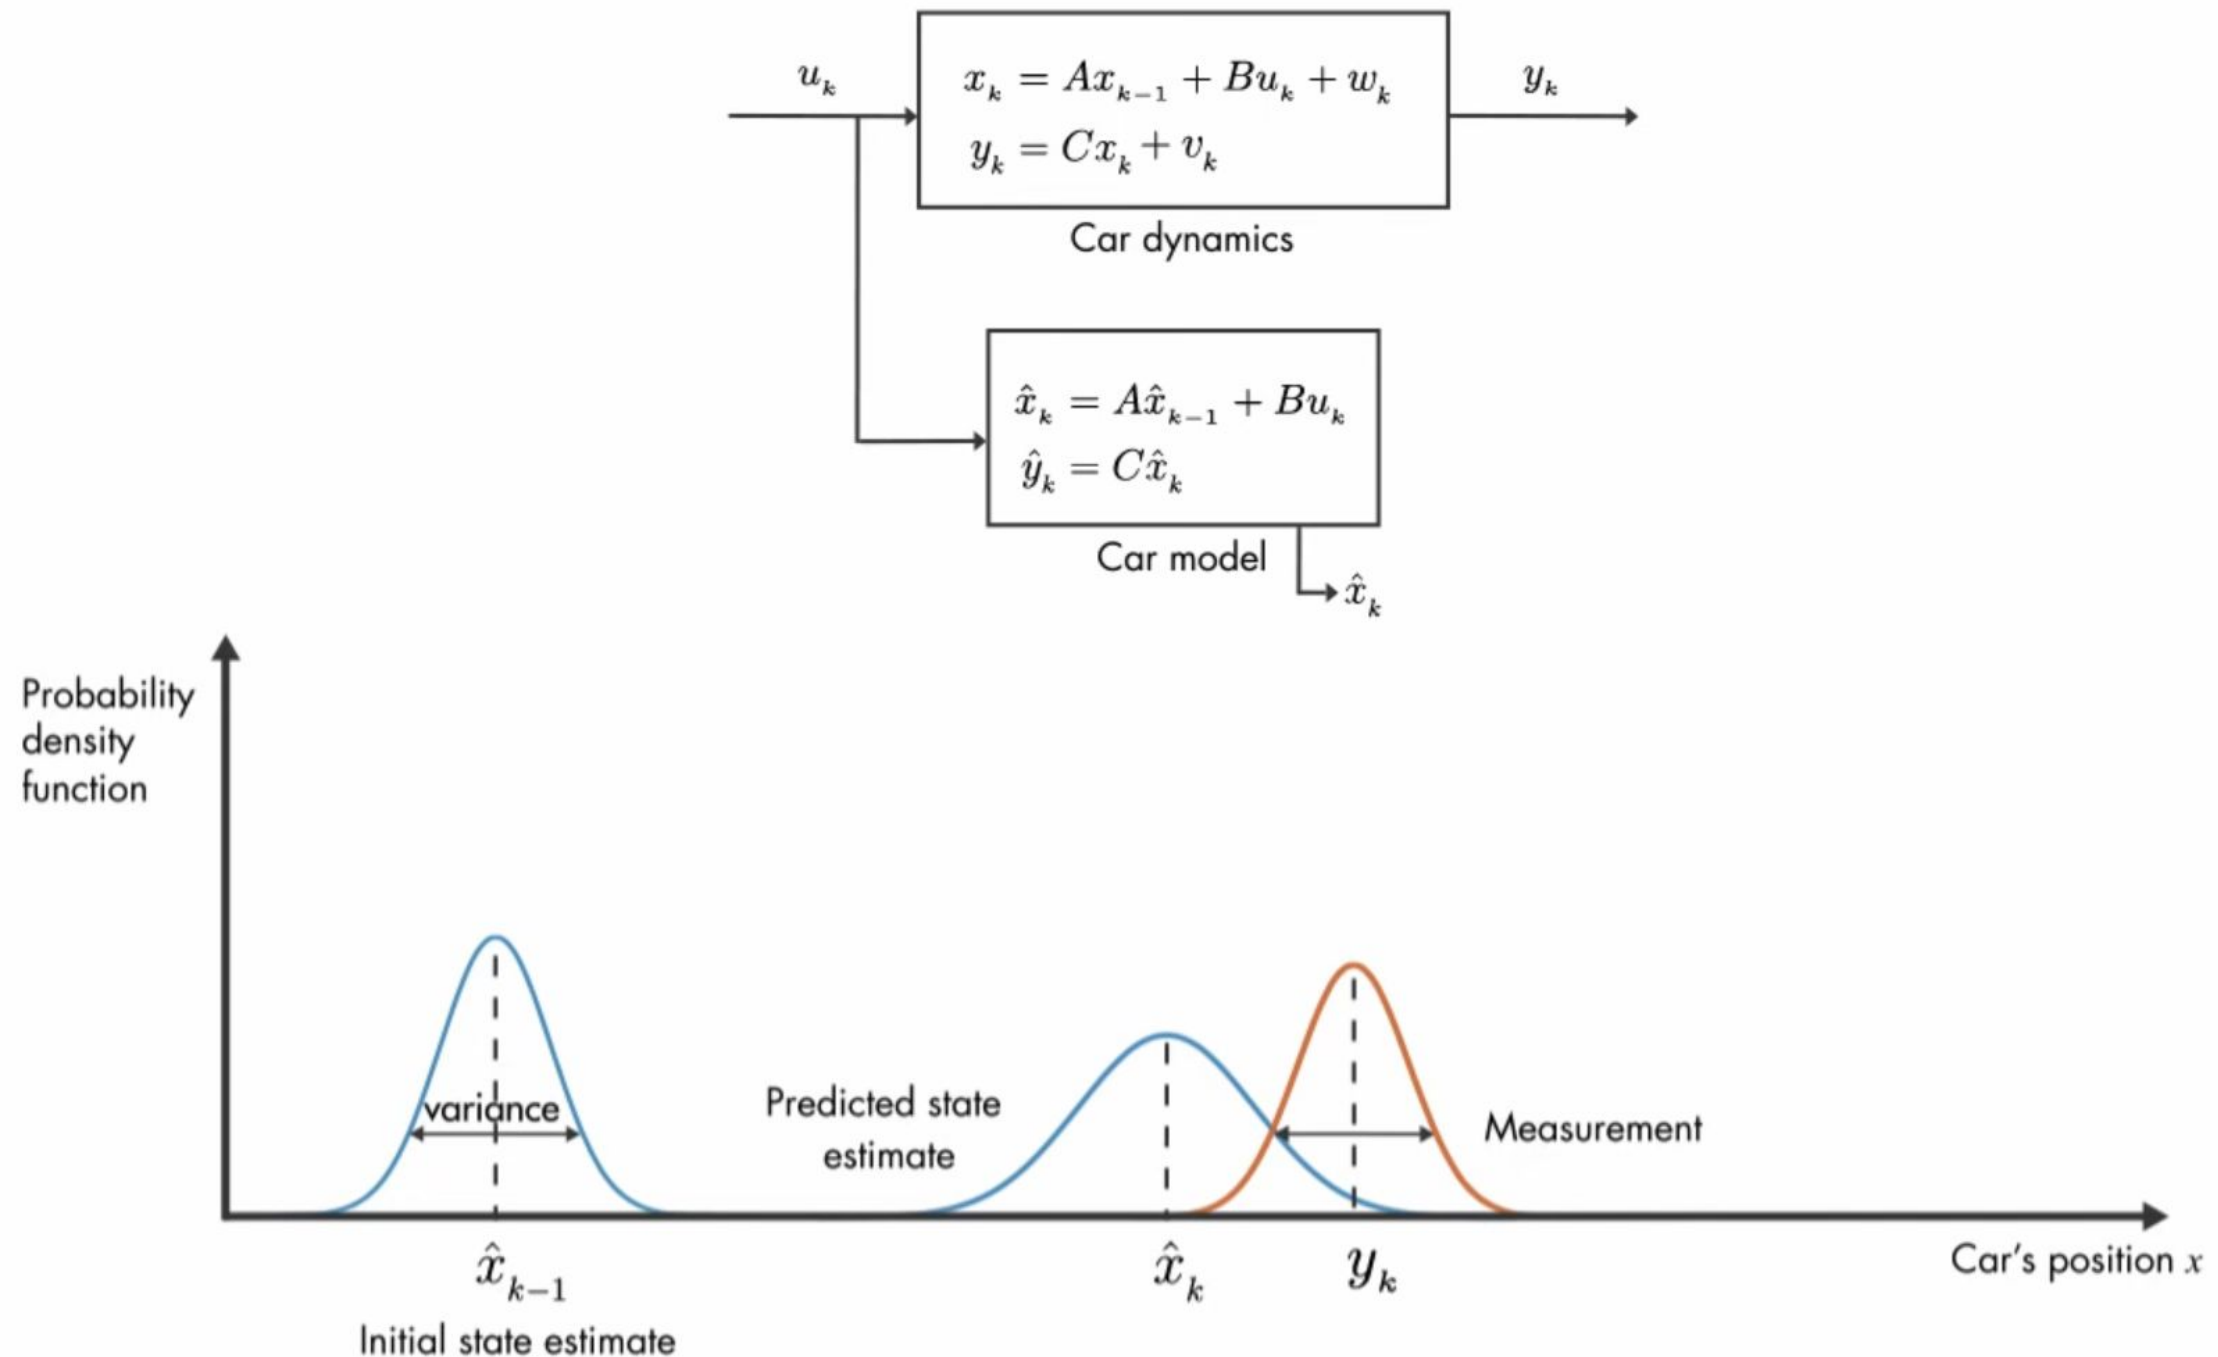 u_k
x_k = Ax_{k-1} + Bu_k + w_k
y_k = Cx_k + v_k
y_k
Car dynamics
x̂_k = Ax̂_{k-1} + Bu_k
ŷ_k = Cx̂_k
Car model
x̂_k
Probability
density
function
variance
Predicted state
estimate
Measurement
x̂_{k-1}
x̂_k
y_k
Car's position x
Initial state estimate